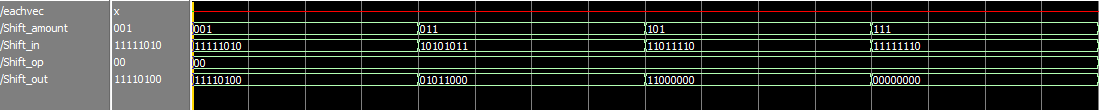 /eachvec x
/Shift_amount 001 001 011 101 111
/Shift_in 11111010 11111010 10101011 11011110 11111110
/Shift_op 00 00
/Shift_out 11110100 11110100 01011000 11000000 00000000